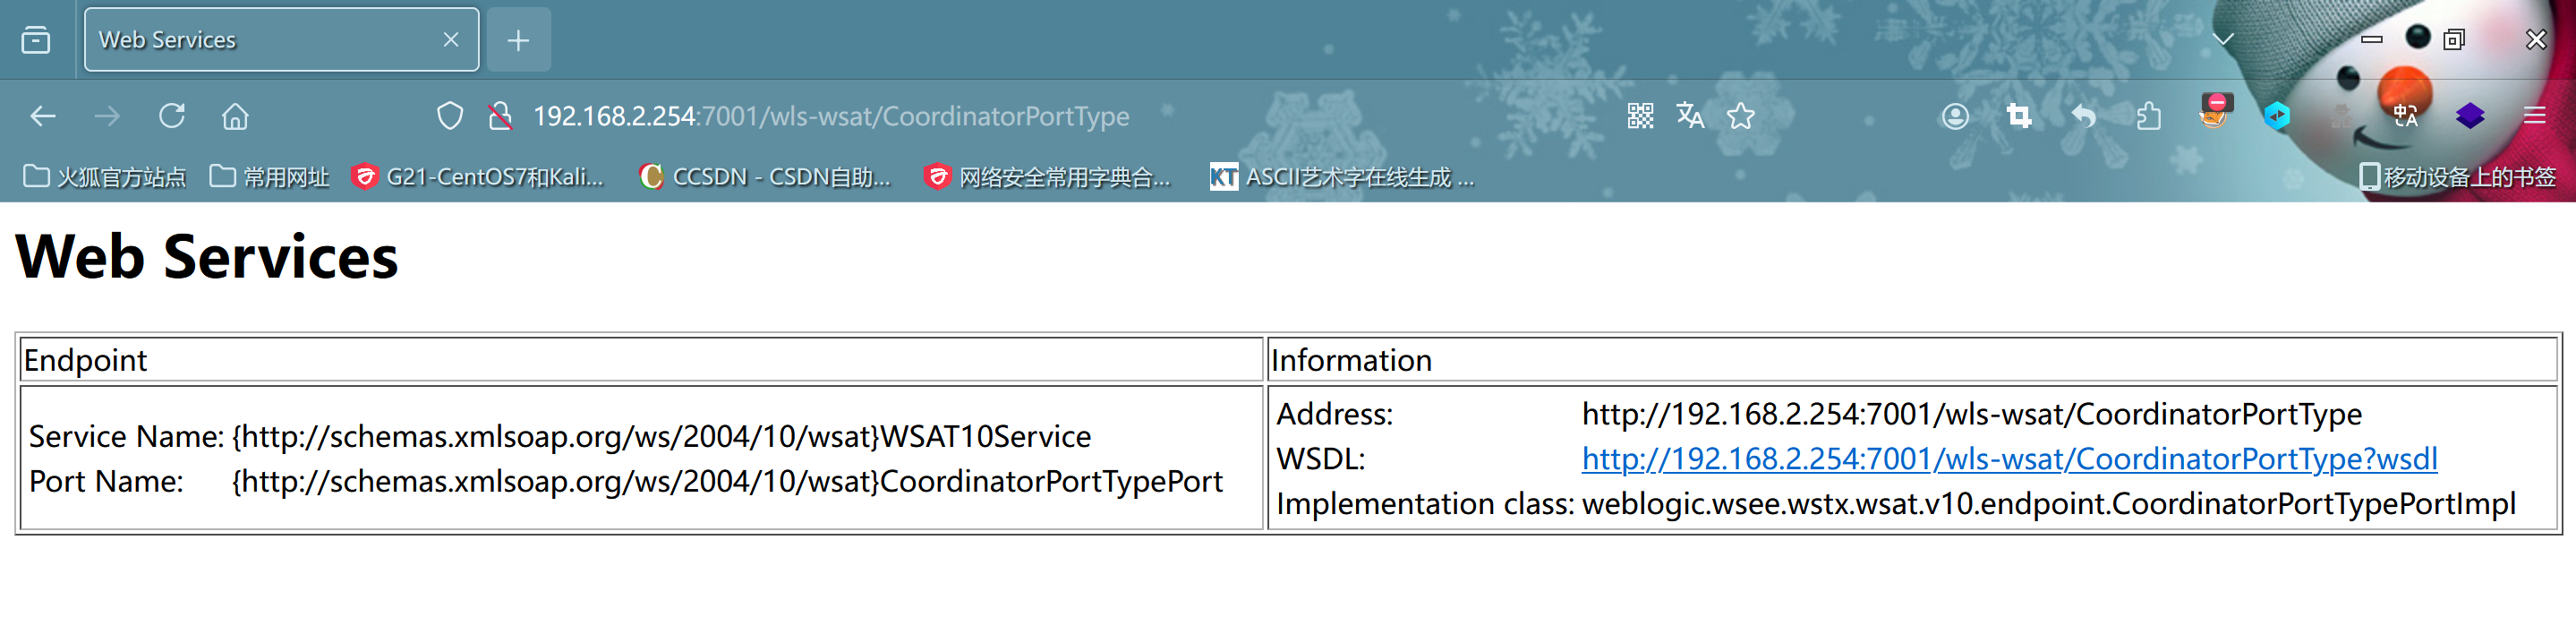 Web Services
192.168.2.254:7001/wls-wsat/CoordinatorPortType
火狐官方站点 常用网址 G21-CentOS7和Kali... CCSDN - CSDN自助... 网络安全常用字典合... KT ASCII艺术字在线生成 ... 移动设备上的书签
Web Services
Endpoint Information
Service Name: {http://schemas.xmlsoap.org/ws/2004/10/wsat}WSAT10Service
Port Name: {http://schemas.xmlsoap.org/ws/2004/10/wsat}CoordinatorPortTypePort
Address: http://192.168.2.254:7001/wls-wsat/CoordinatorPortType
WSDL: http://192.168.2.254:7001/wls-wsat/CoordinatorPortType?wsdl
Implementation class: weblogic.wsee.wstx.wsat.v10.endpoint.CoordinatorPortTypePortImpl